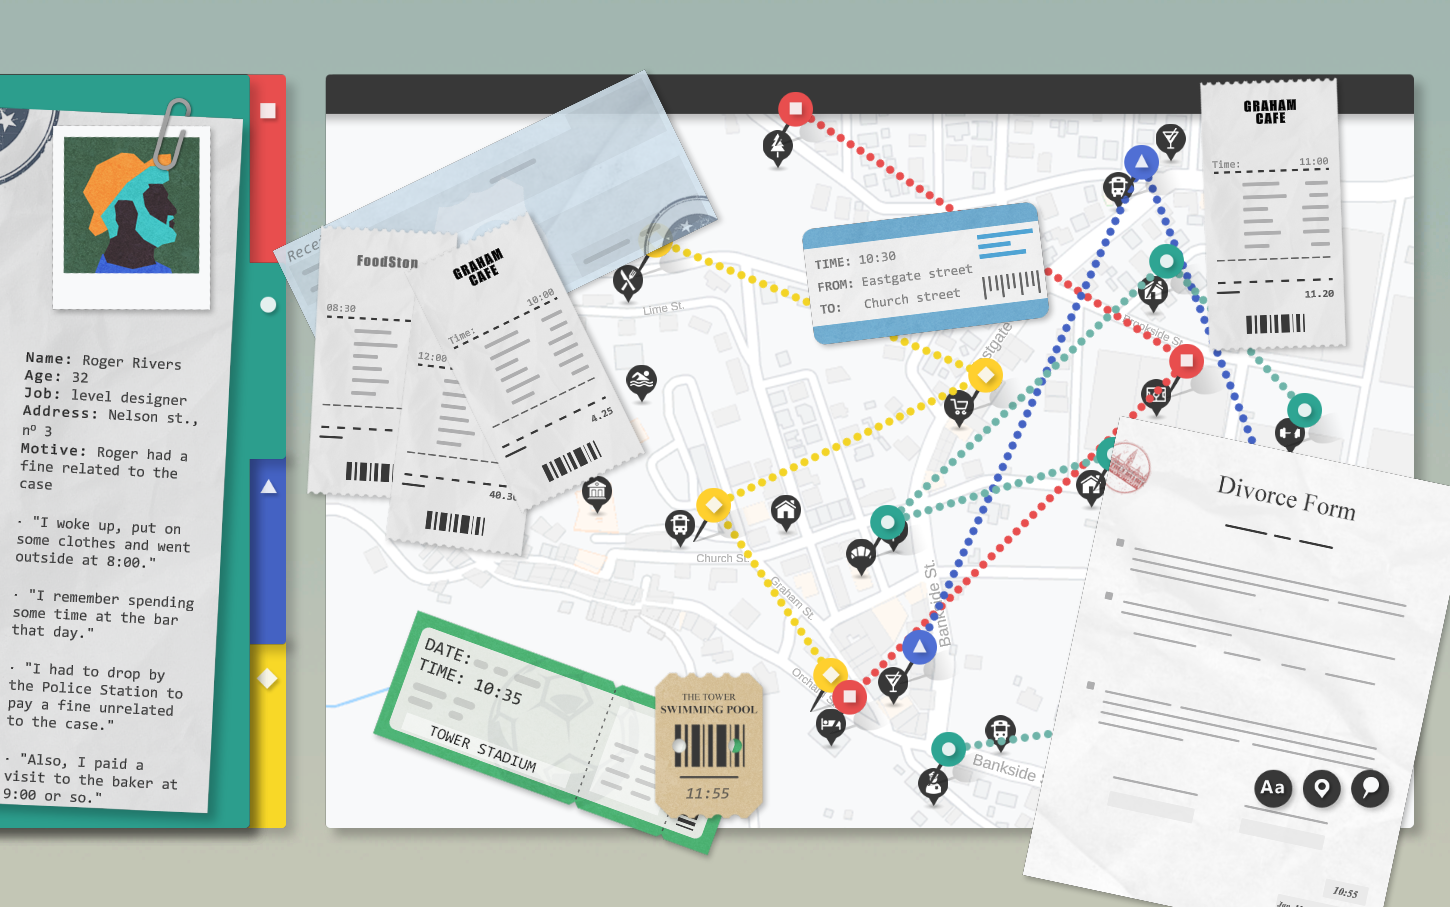 Name: Roger Rivers
Age: 32
Job: level designer
Address: Nelson st.,
nº 3
Motive: Roger had a
fine related to the
case
· "I woke up, put on
some clothes and went
outside at 8:00."
· "I remember spending
some time at the bar
that day."
· "I had to drop by
the Police Station to
pay a fine unrelated
to the case."
· "Also, I paid a
visit to the baker at
9:00 or so."
FoodSton
08:30
12:00
40.30
GRAHAM
CAFE
Time: 10:00
4.25
TIME: 10:30
FROM: Eastgate street
TO: Church street
GRAHAM
CAFE
Time: 11:00
11.20
Lime St.
Brookside St.
Church St.
Graham St.
Bankside St.
Bankside
DATE:
TIME: 10:35
TOWER STADIUM
THE TOWER
SWIMMING POOL
11:55
Divorce Form
Aa
10:55